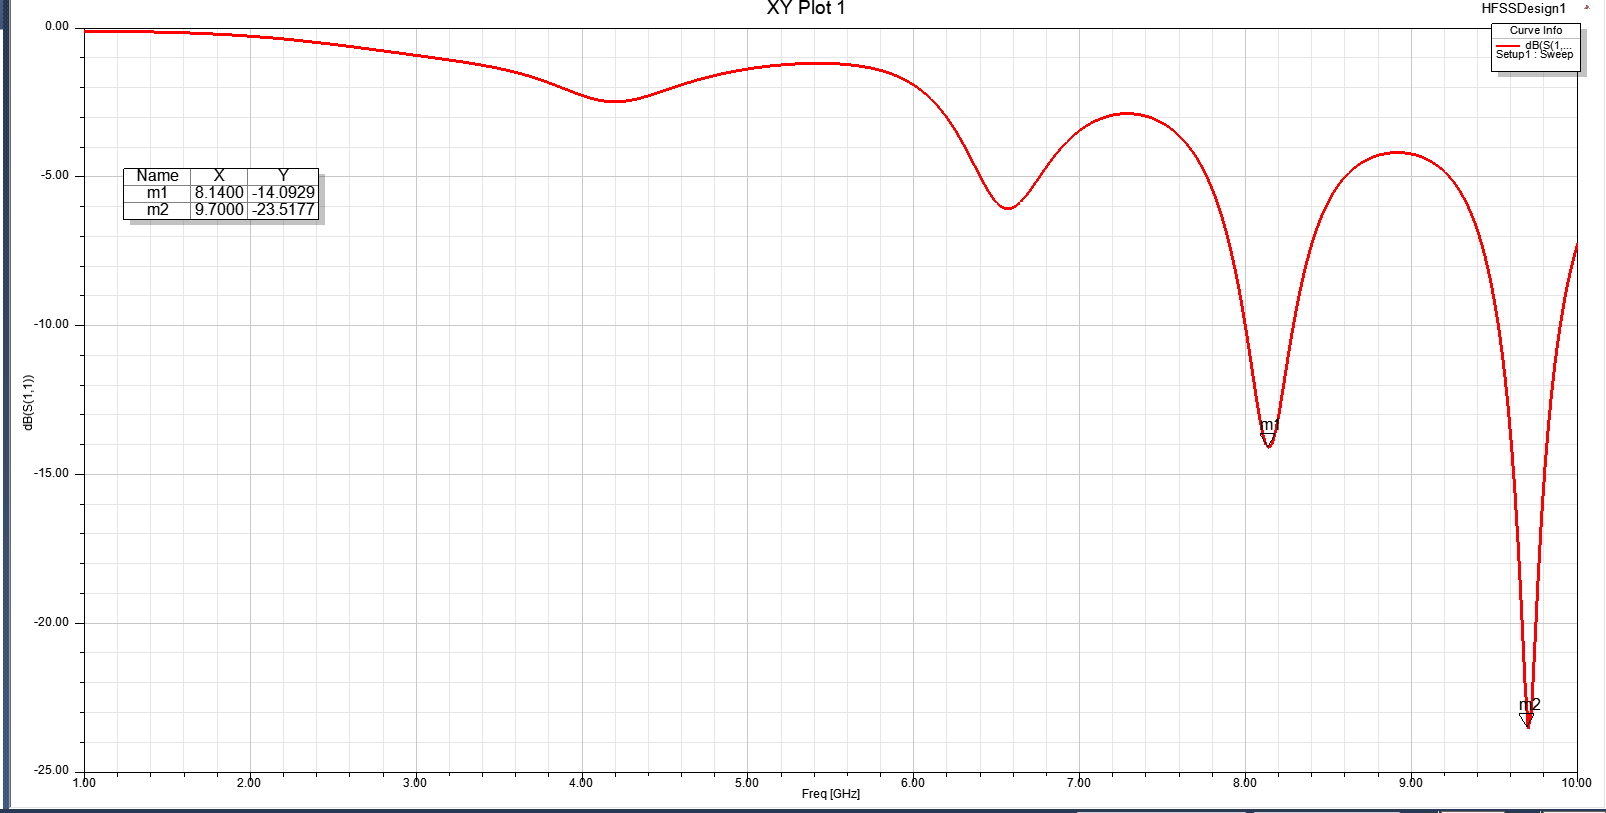 XY Plot 1
HFSSDesign1
Curve Info
dB(S(1,...
Setup1 : Sweep
0.00
-5.00
-10.00
-15.00
-20.00
-25.00
dB(S(1,1))
Name X Y
m1 8.1400 -14.0929
m2 9.7000 -23.5177
m1
m2
1.00 2.00 3.00 4.00 5.00 6.00 7.00 8.00 9.00 10.00
Freq [GHz]